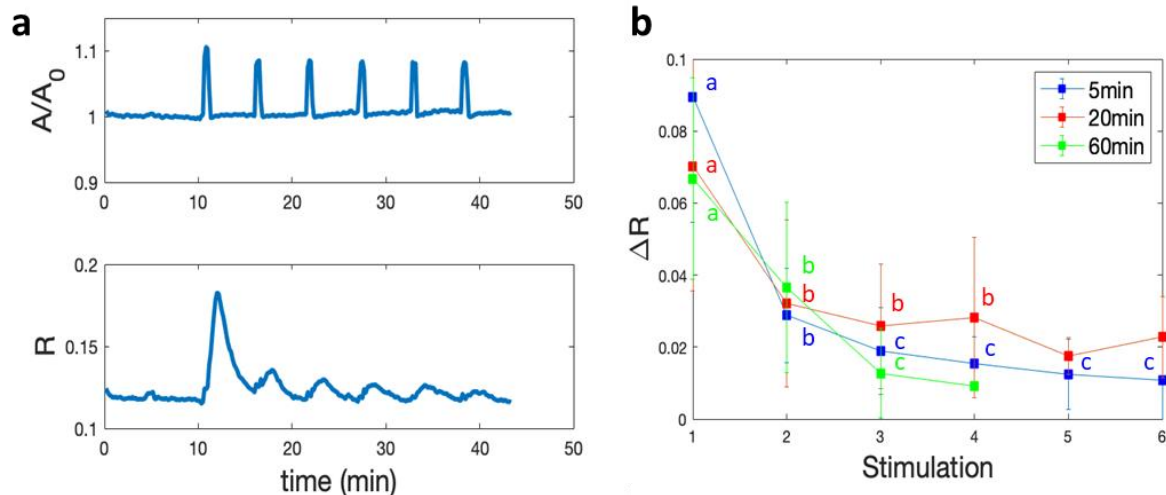 a
A/A0
1.1
1
0.9
0 10 20 30 40 50
R
0.2
0.15
0.1
0 10 20 30 40 50
time (min)
b
ΔR
0.1
0.08
0.06
0.04
0.02
0
1 2 3 4 5 6
Stimulation
5min
20min
60min
a
a
a
b
b
b
b
c
c
b
c
c
c